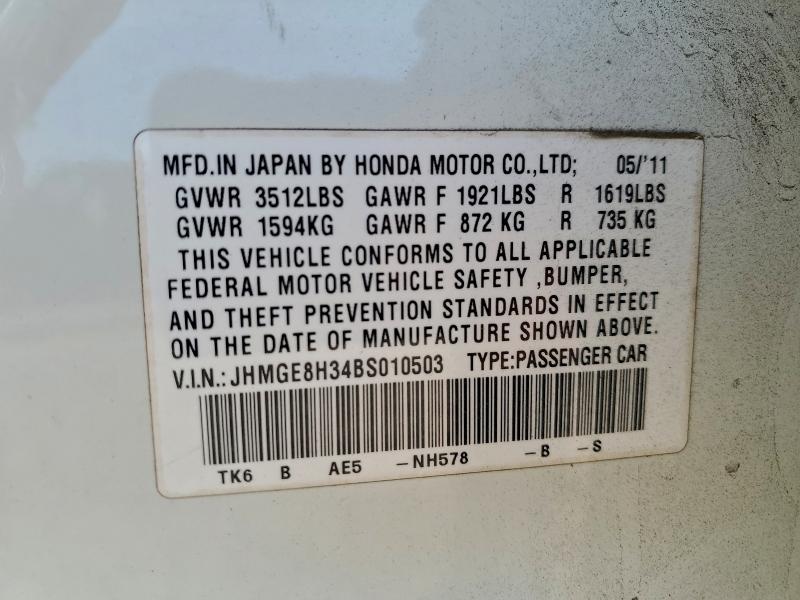 MFD.IN JAPAN BY HONDA MOTOR CO.,LTD; 05/'11
GVWR 3512LBS GAWR F 1921LBS R 1619LBS
GVWR 1594KG GAWR F 872 KG R 735 KG
THIS VEHICLE CONFORMS TO ALL APPLICABLE
FEDERAL MOTOR VEHICLE SAFETY ,BUMPER,
AND THEFT PREVENTION STANDARDS IN EFFECT
ON THE DATE OF MANUFACTURE SHOWN ABOVE.
V.I.N.: JHMGE8H34BS010503 TYPE:PASSENGER CAR
TK6 B AE5 -NH578 -B -S